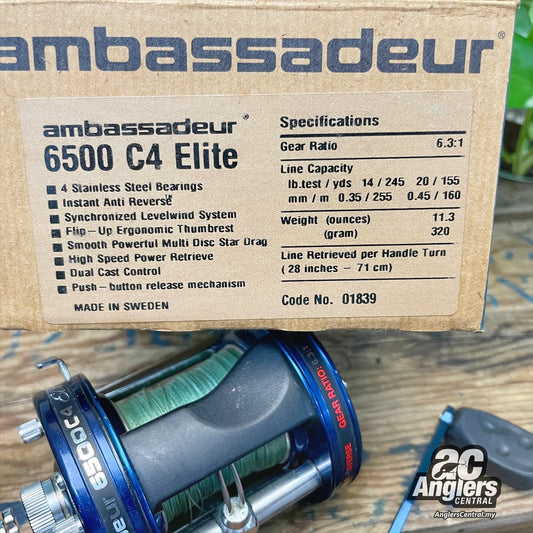 ambassadeur®
ambassadeur®
6500 C4 Elite
4 Stainless Steel Bearings
Instant Anti Reverse
Synchronized Levelwind System
Flip-Up Ergonomic Thumbrest
Smooth Powerful Multi Disc Star Drag
High Speed Power Retrieve
Dual Cast Control
Push-button release mechanism
MADE IN SWEDEN
Specifications
Gear Ratio 6.3:1
Line Capacity
lb.test / yds 14 / 245 20 / 155
mm / m 0.35 / 255 0.45 / 160
Weight (ounces) 11.3
(gram) 320
Line Retrieved per Handle Turn
( 28 inches – 71 cm)
Code No. 01839
6500C4
GEAR RATIO: 6.3:1
AC
Anglers
CENTRAL
AnglersCentral.my